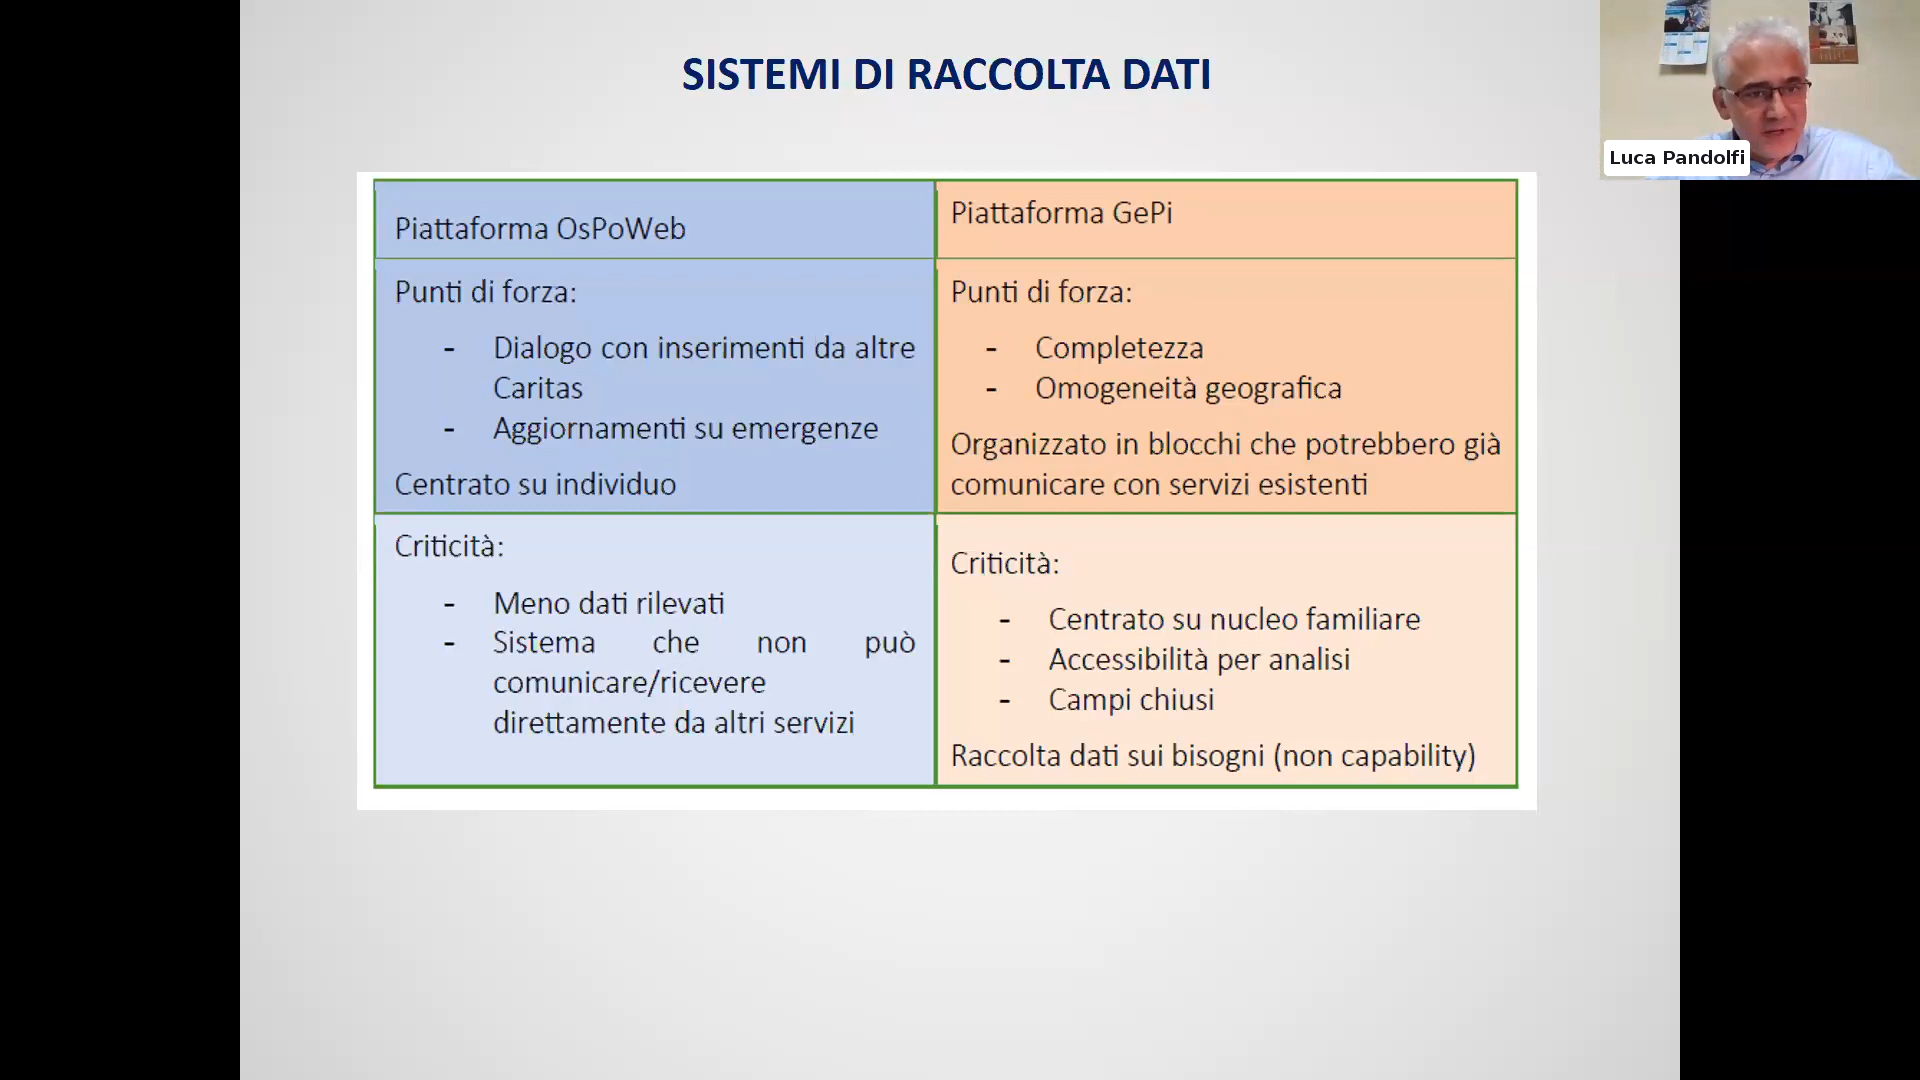 SISTEMI DI RACCOLTA DATI
Luca Pandolfi
Piattaforma OsPoWeb
Piattaforma GePi
Punti di forza:
- Dialogo con inserimenti da altre
Caritas
- Aggiornamenti su emergenze
Centrato su individuo
Punti di forza:
- Completezza
- Omogeneità geografica
Organizzato in blocchi che potrebbero già
comunicare con servizi esistenti
Criticità:
- Meno dati rilevati
- Sistema che non può
comunicare/ricevere
direttamente da altri servizi
Criticità:
- Centrato su nucleo familiare
- Accessibilità per analisi
- Campi chiusi
Raccolta dati sui bisogni (non capability)